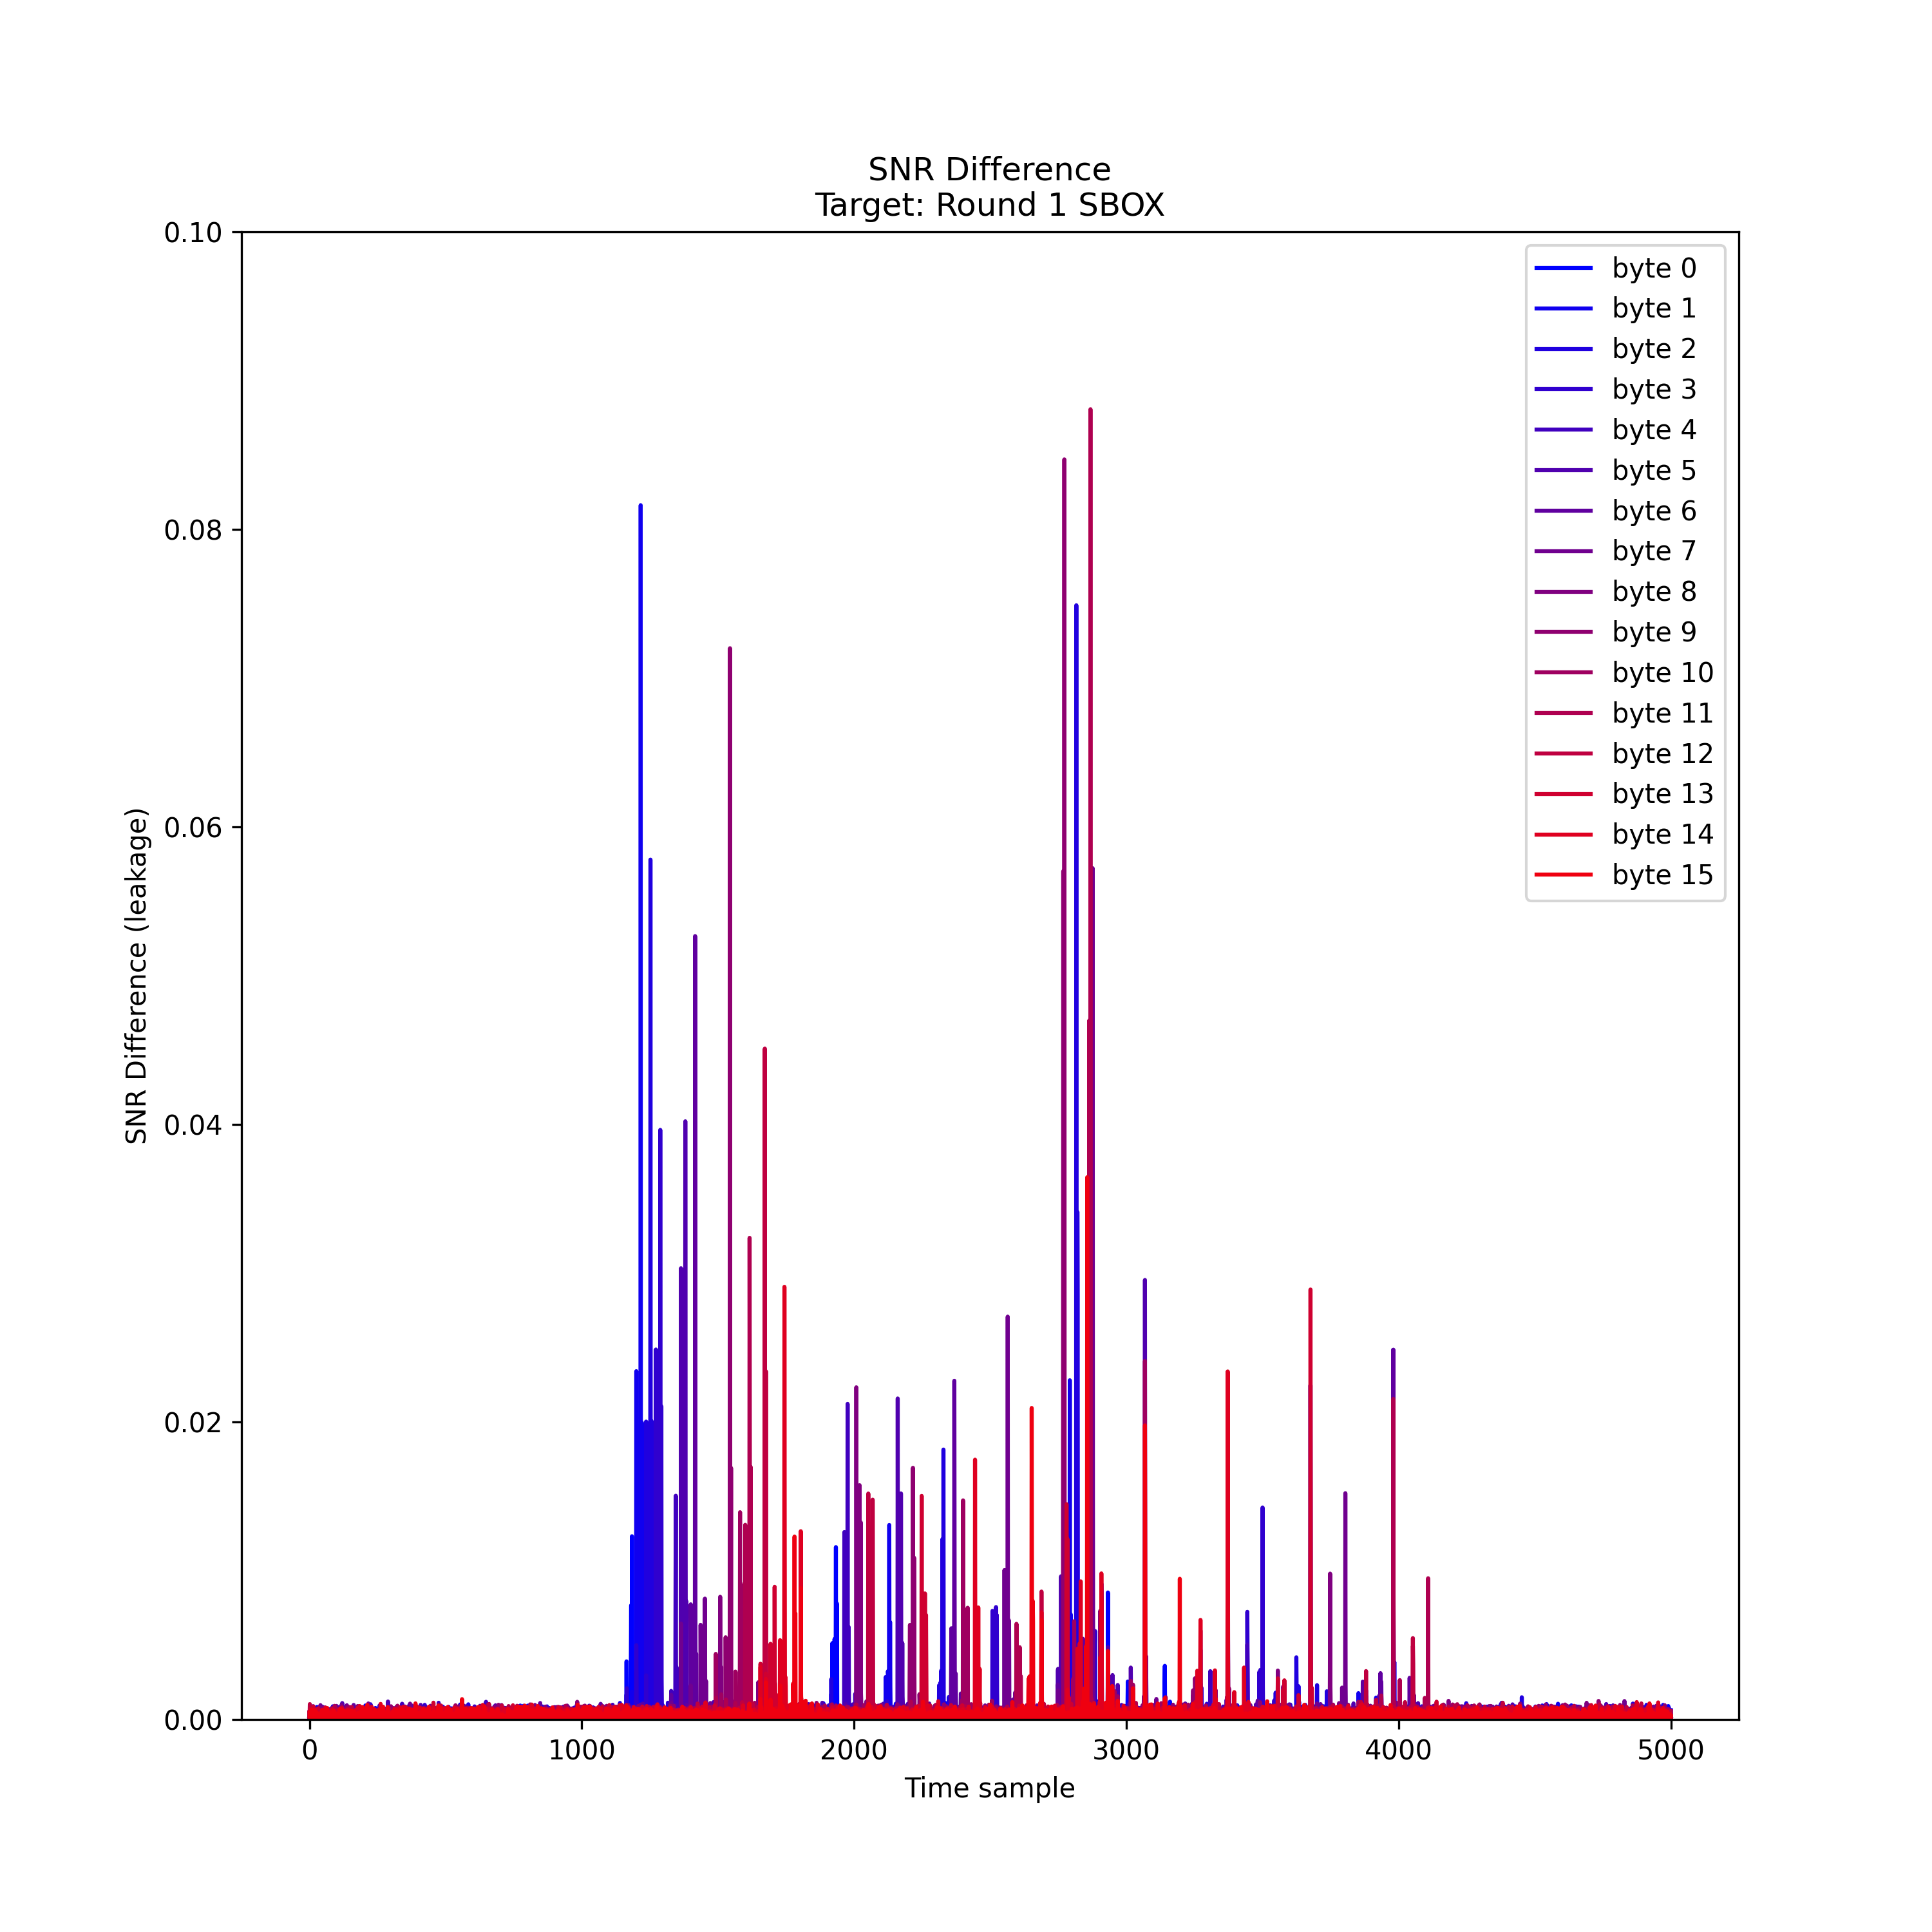 SNR Difference
Target: Round 1 SBOX
0.10
0.08
0.06
0.04
0.02
0.00
SNR Difference (leakage)
0 1000 2000 3000 4000 5000
Time sample
byte 0
byte 1
byte 2
byte 3
byte 4
byte 5
byte 6
byte 7
byte 8
byte 9
byte 10
byte 11
byte 12
byte 13
byte 14
byte 15